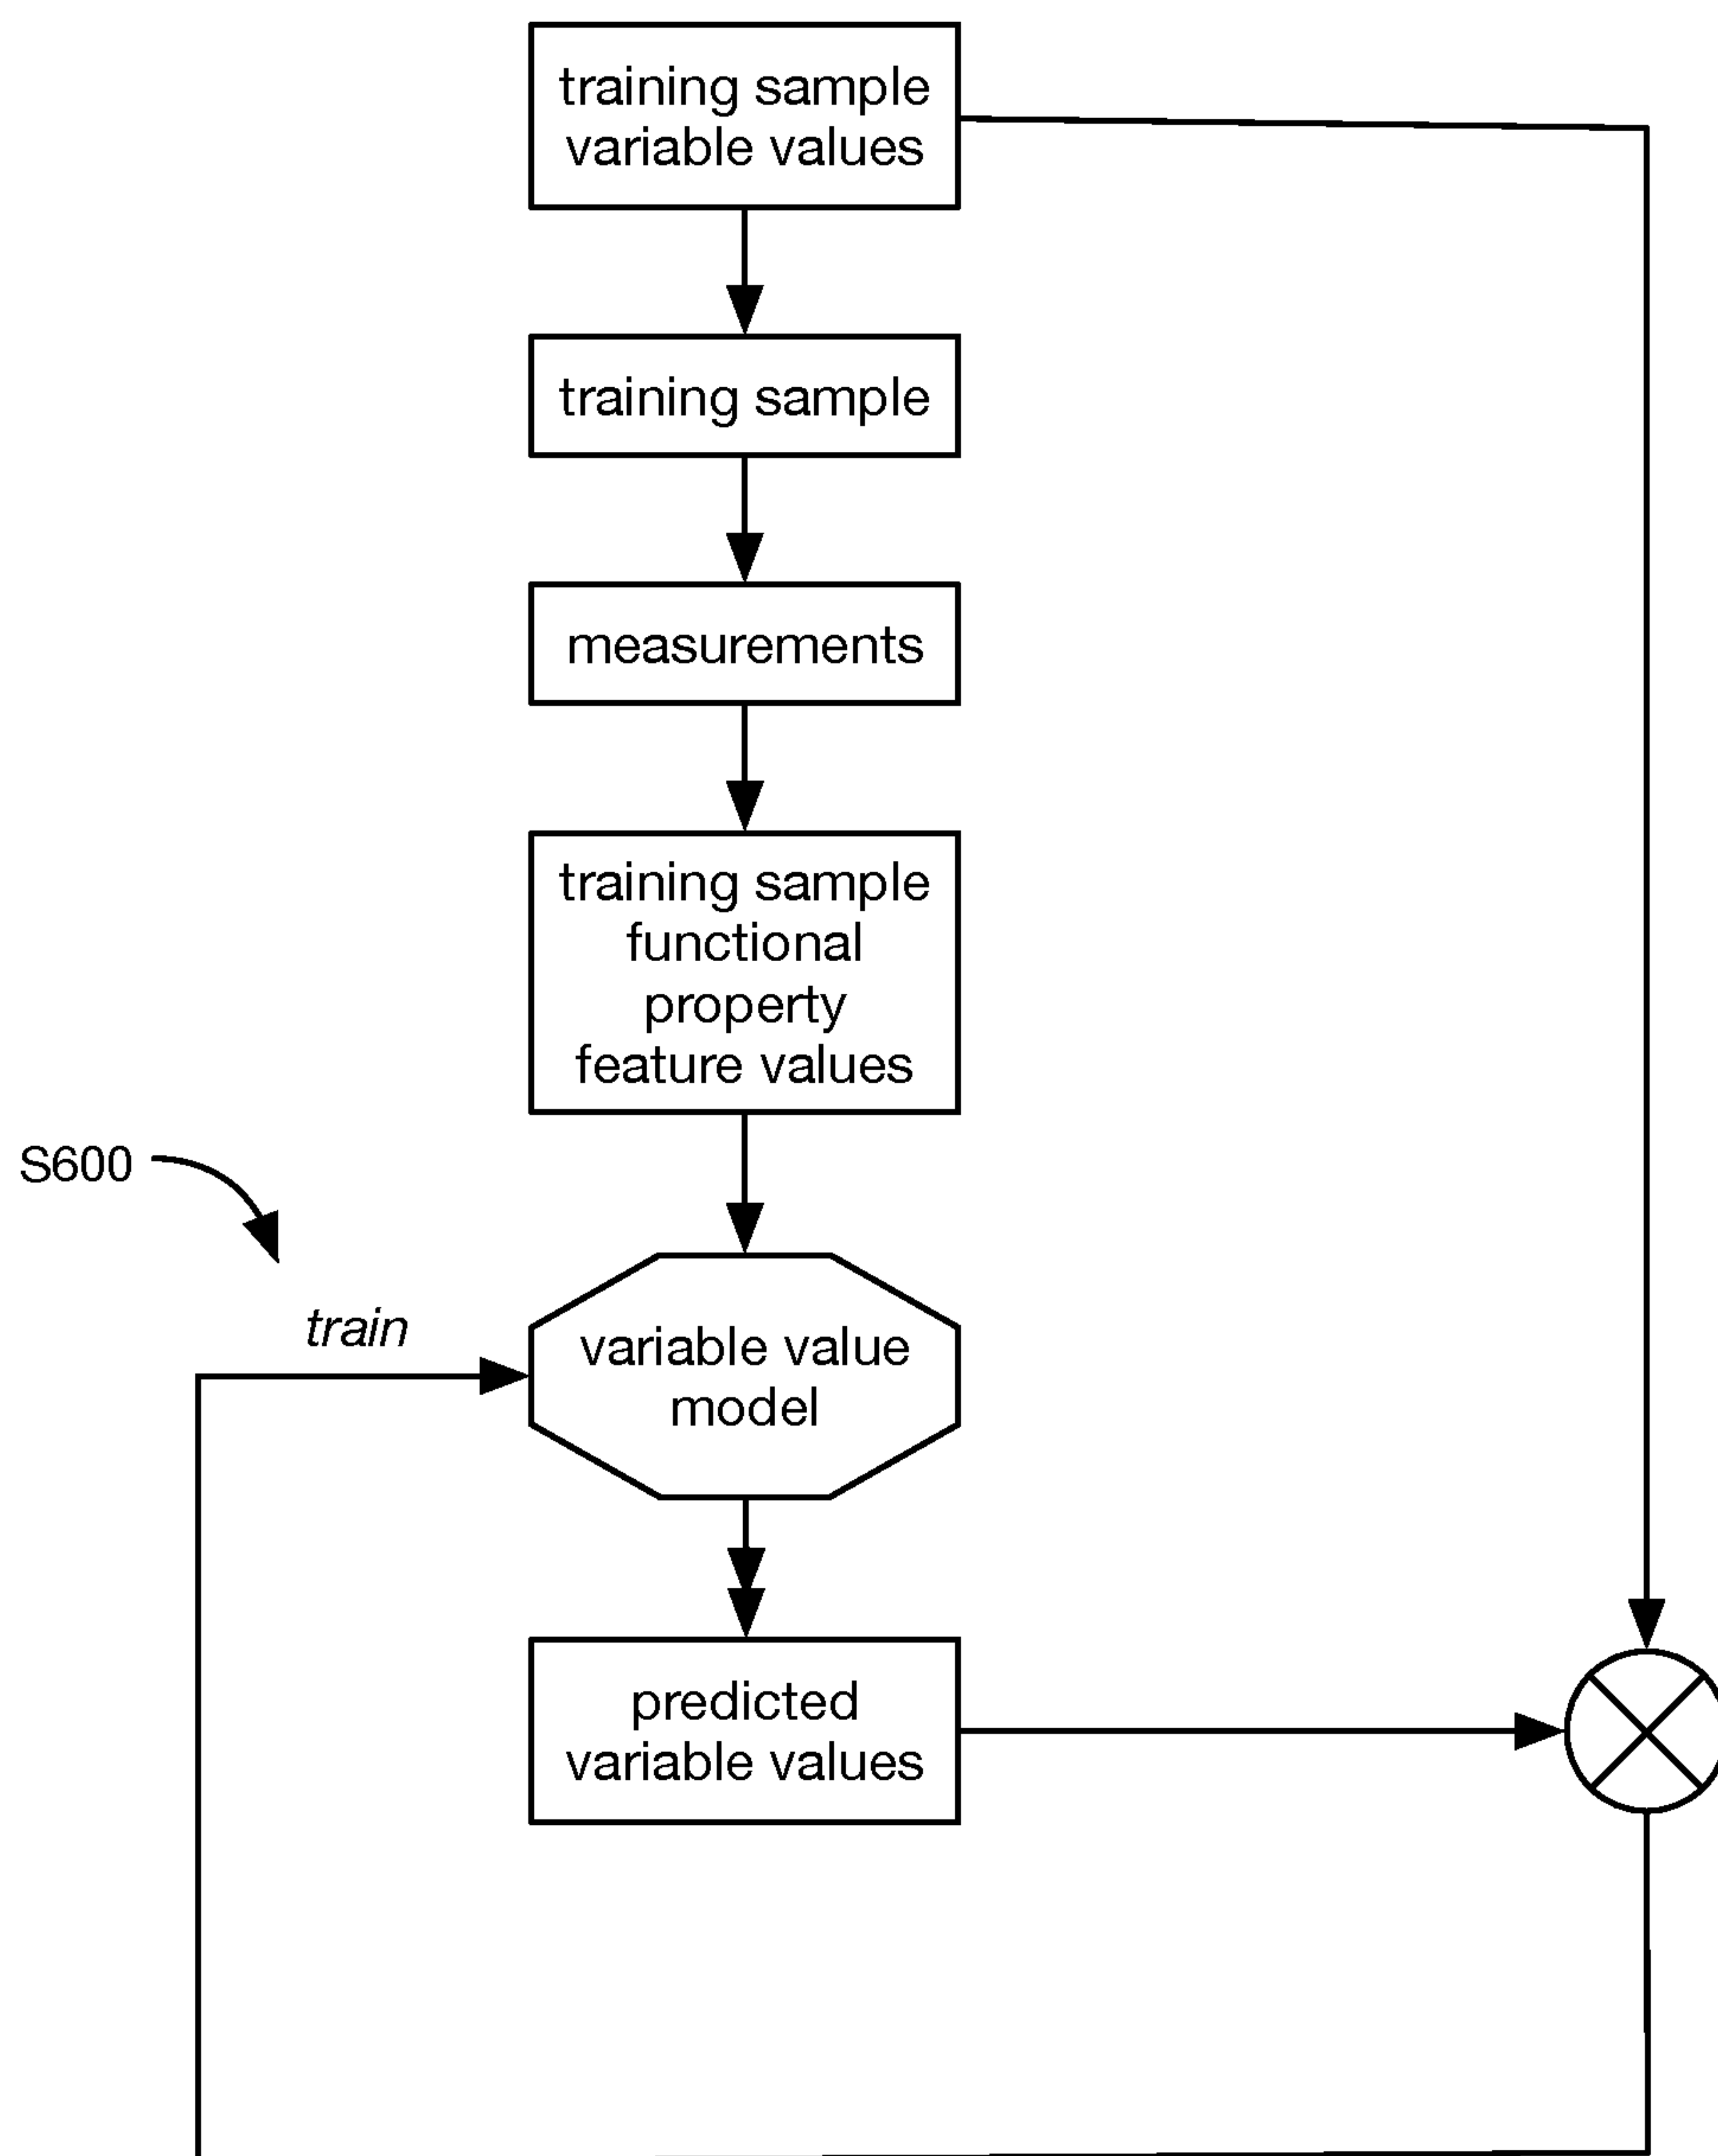 training sample
variable values
training sample
measurements
training sample
functional
property
feature values
S600
train
variable value
model
predicted
variable values